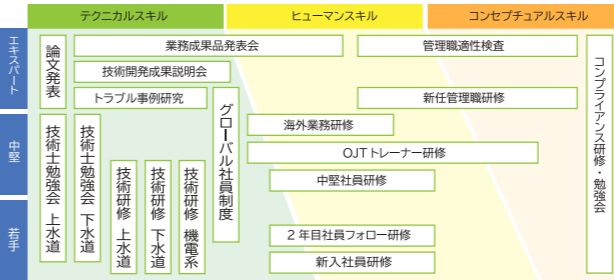 テクニカルスキル
ヒューマンスキル
コンセプチュアルスキル
エキスパート
中堅
若手
論文発表
業務成果品発表会
技術開発成果説明会
トラブル事例研究
管理職適性検査
新任管理職研修
コンプライアンス研修・勉強会
グローバル社員制度
海外業務研修
OJTトレーナー研修
中堅社員研修
技術士勉強会 上水道
技術士勉強会 下水道
技術研修 上水道
技術研修 下水道
技術研修 機電系
2年目社員フォロー研修
新入社員研修